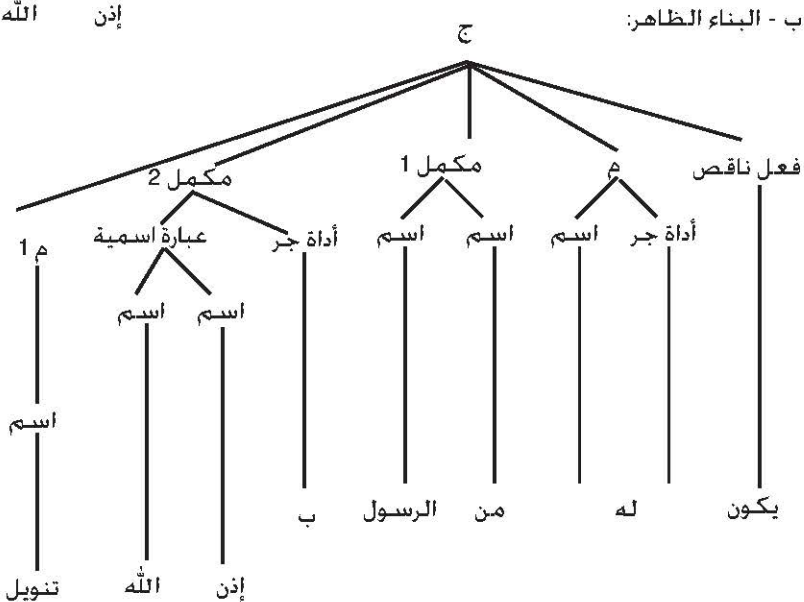 ب - البناء الظاهر: إذن الله
ج
فعل ناقص م مكمل 1 مكمل 2
أداة جر اسم اسم اسم أداة جر عبارة اسمية م 1
اسم اسم
اسم
يكون له من الرسول ب
إذن الله تنويل